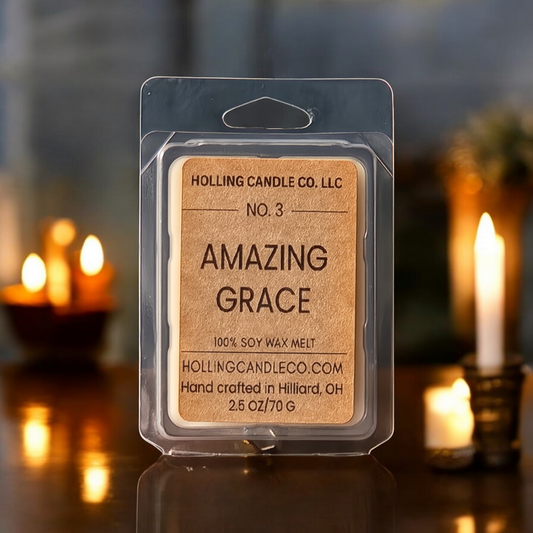 HOLLING CANDLE CO. LLC
NO. 3
AMAZING
GRACE
100% SOY WAX MELT
HOLLINGCANDLECO.COM
Hand crafted in Hilliard, OH
2.5 OZ/70 G